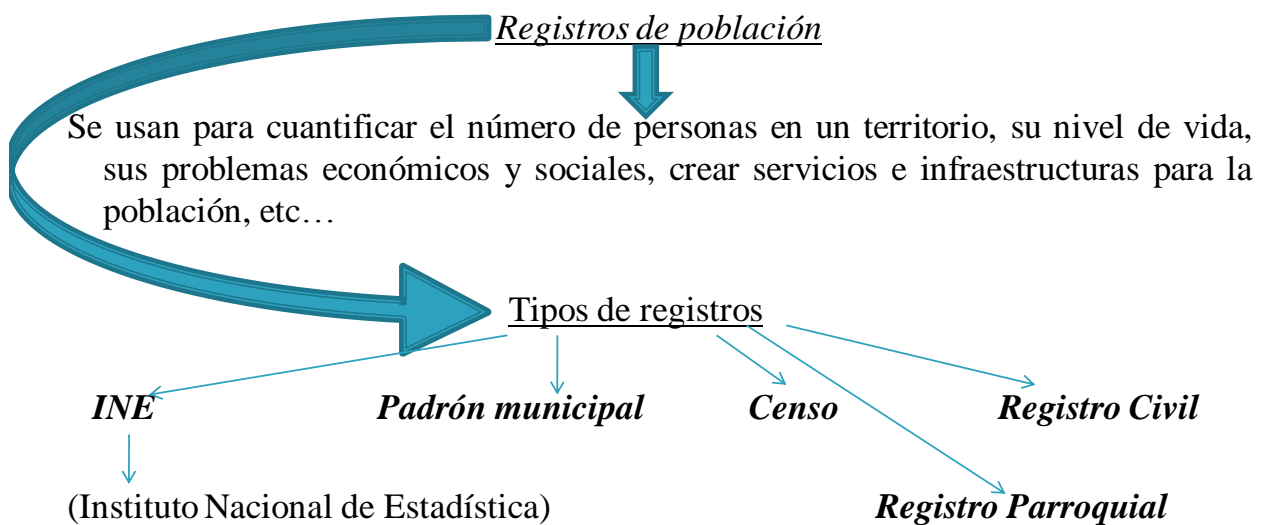 Registros de población
Se usan para cuantificar el número de personas en un territorio, su nivel de vida,
sus problemas económicos y sociales, crear servicios e infraestructuras para la
población, etc…
Tipos de registros
INE Padrón municipal Censo Registro Civil
(Instituto Nacional de Estadística) Registro Parroquial